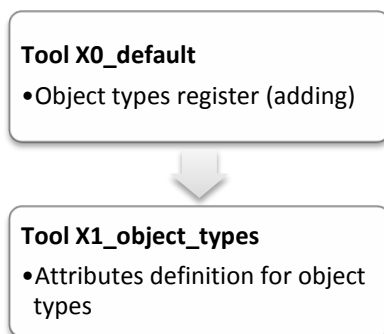 Tool X0_default
•Object types register (adding)
Tool X1_object_types
•Attributes definition for object
types